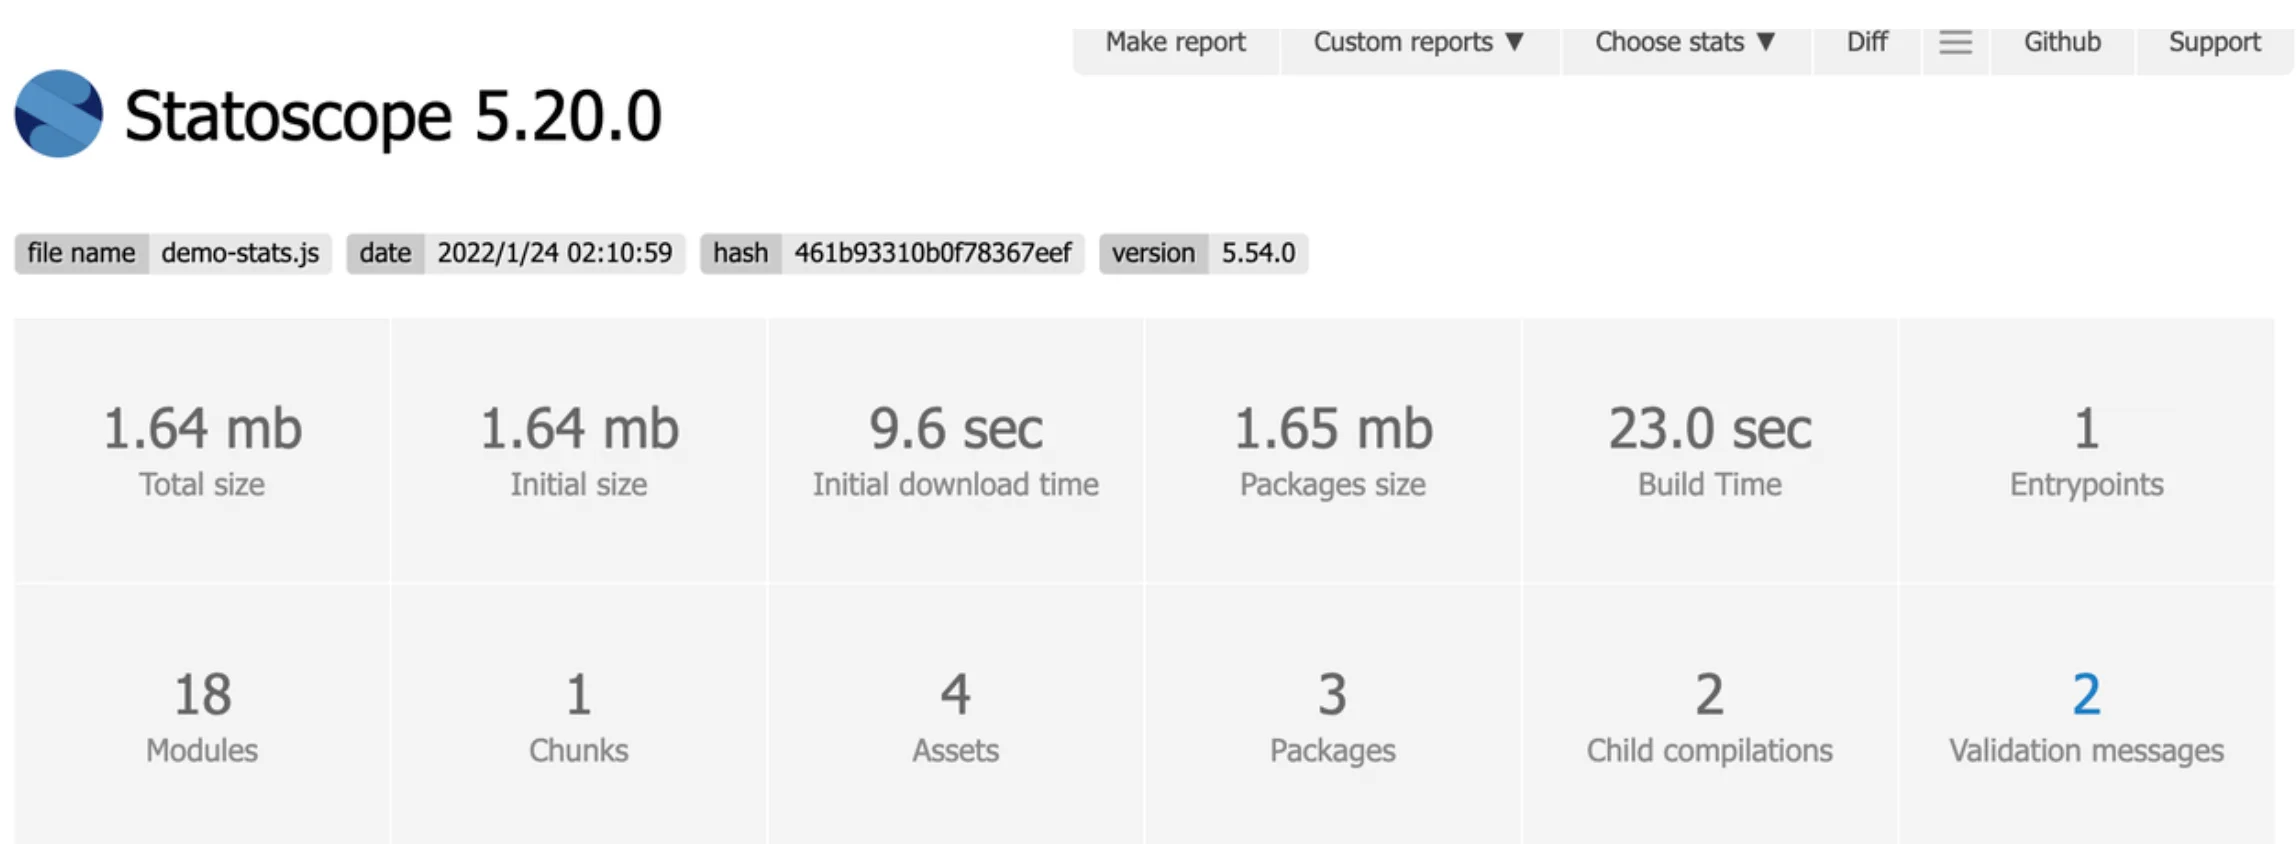 Make report Custom reports ▼ Choose stats ▼ Diff Github Support
Statoscope 5.20.0
file name demo-stats.js date 2022/1/24 02:10:59 hash 461b93310b0f78367eef version 5.54.0
1.64 mb 1.64 mb 9.6 sec 1.65 mb 23.0 sec 1
Total size Initial size Initial download time Packages size Build Time Entrypoints
18 1 4 3 2 2
Modules Chunks Assets Packages Child compilations Validation messages